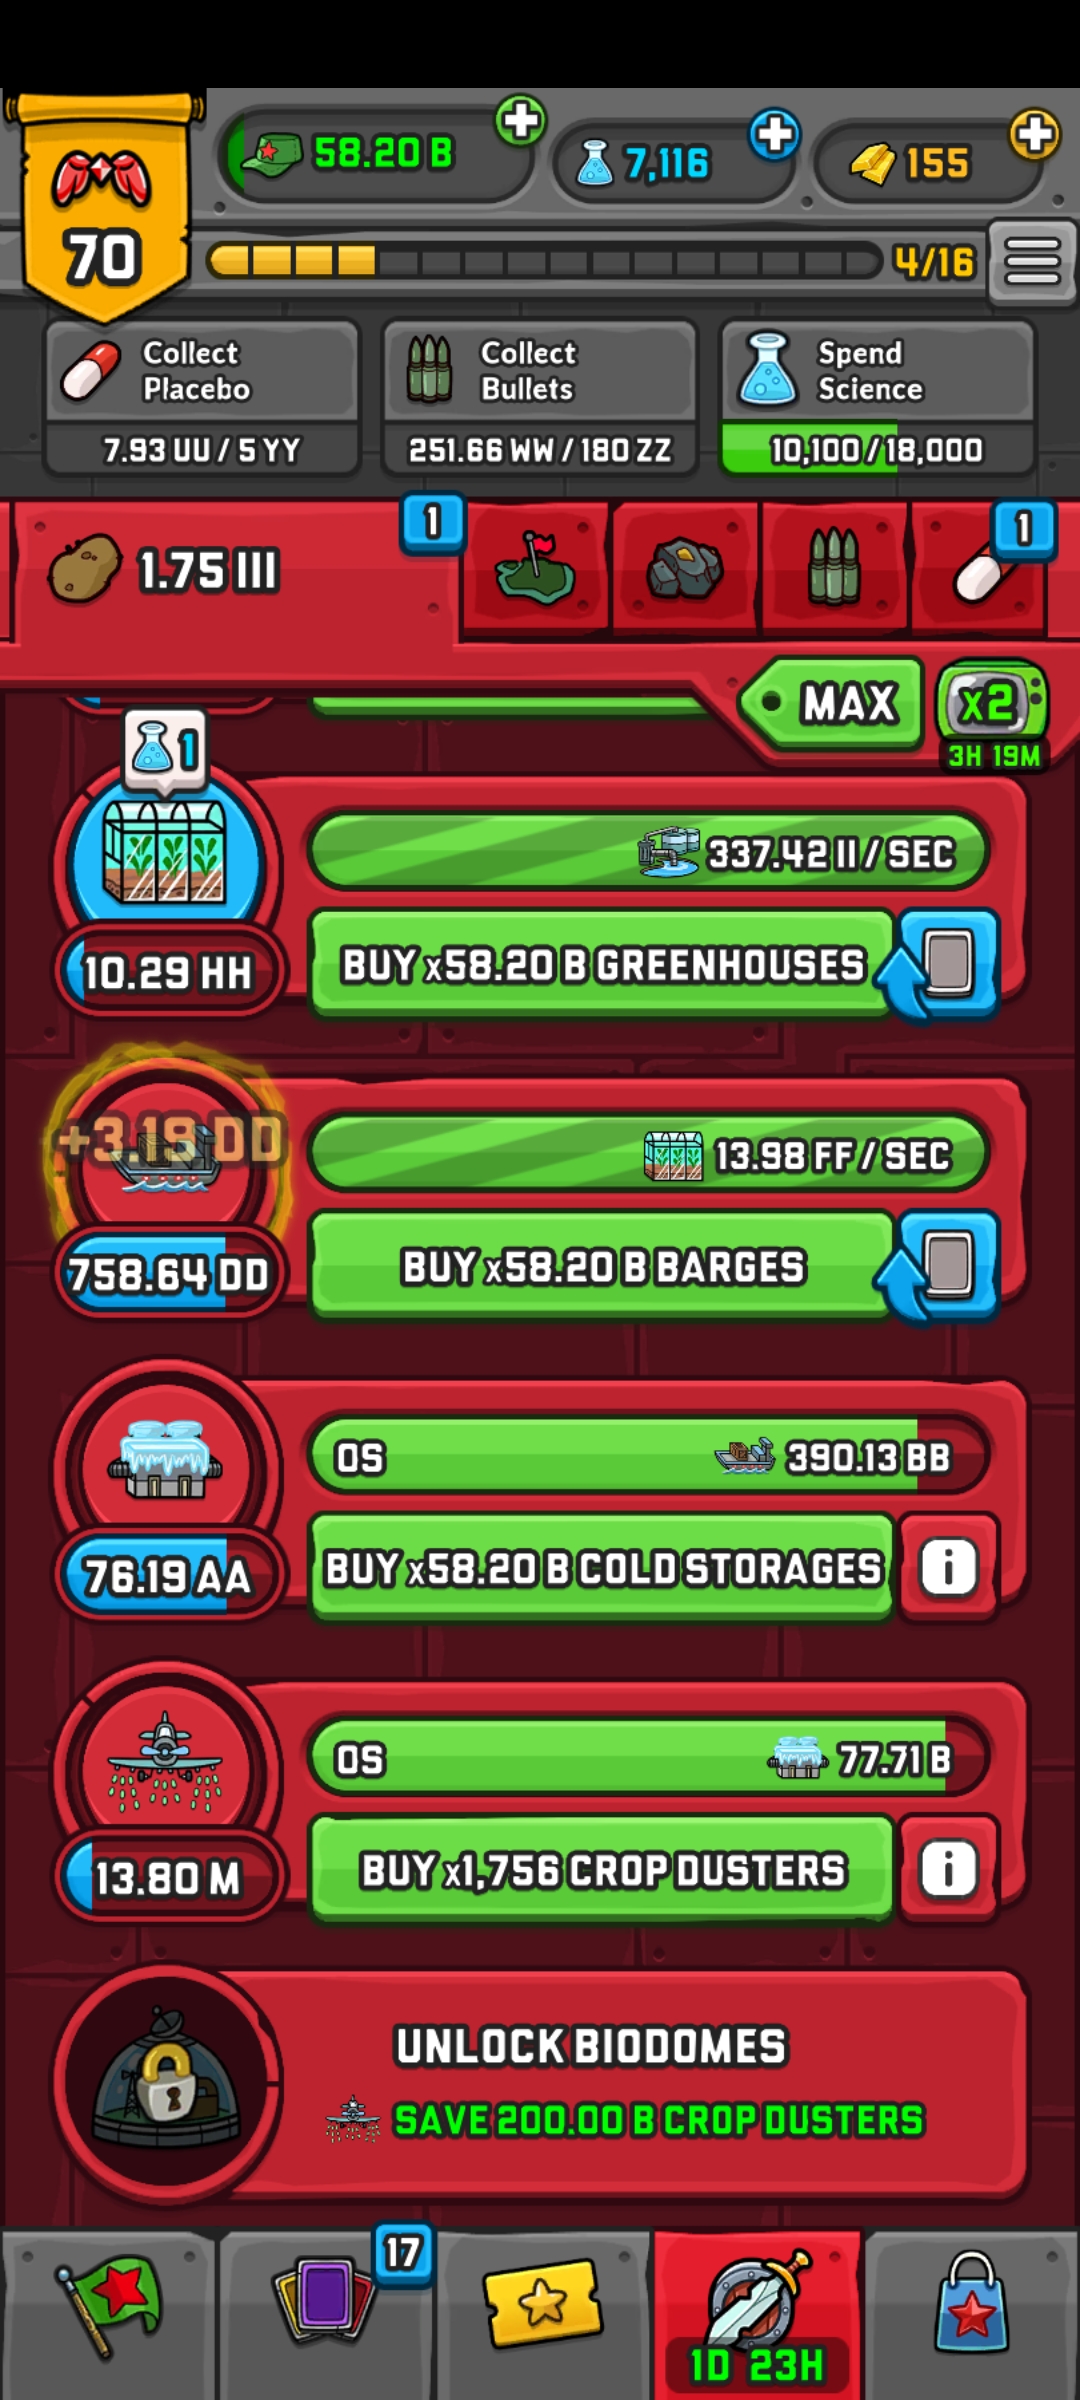 58.20 B
7,116
155
70
4/16
Collect
Placebo
7.93 UU / 5 YY
Collect
Bullets
251.66 WW / 180 ZZ
Spend
Science
10,100 / 18,000
1.75 III
1
1
MAX
x2
3H 19M
1
337.42 II / SEC
10.29 HH
BUY x58.20 B GREENHOUSES
+3.19 DD
13.98 FF / SEC
758.64 DD
BUY x58.20 B BARGES
0S
390.13 BB
76.19 AA
BUY x58.20 B COLD STORAGES
i
0S
77.71 B
13.80 M
BUY x1,756 CROP DUSTERS
i
UNLOCK BIODOMES
SAVE 200.00 B CROP DUSTERS
17
1D 23H